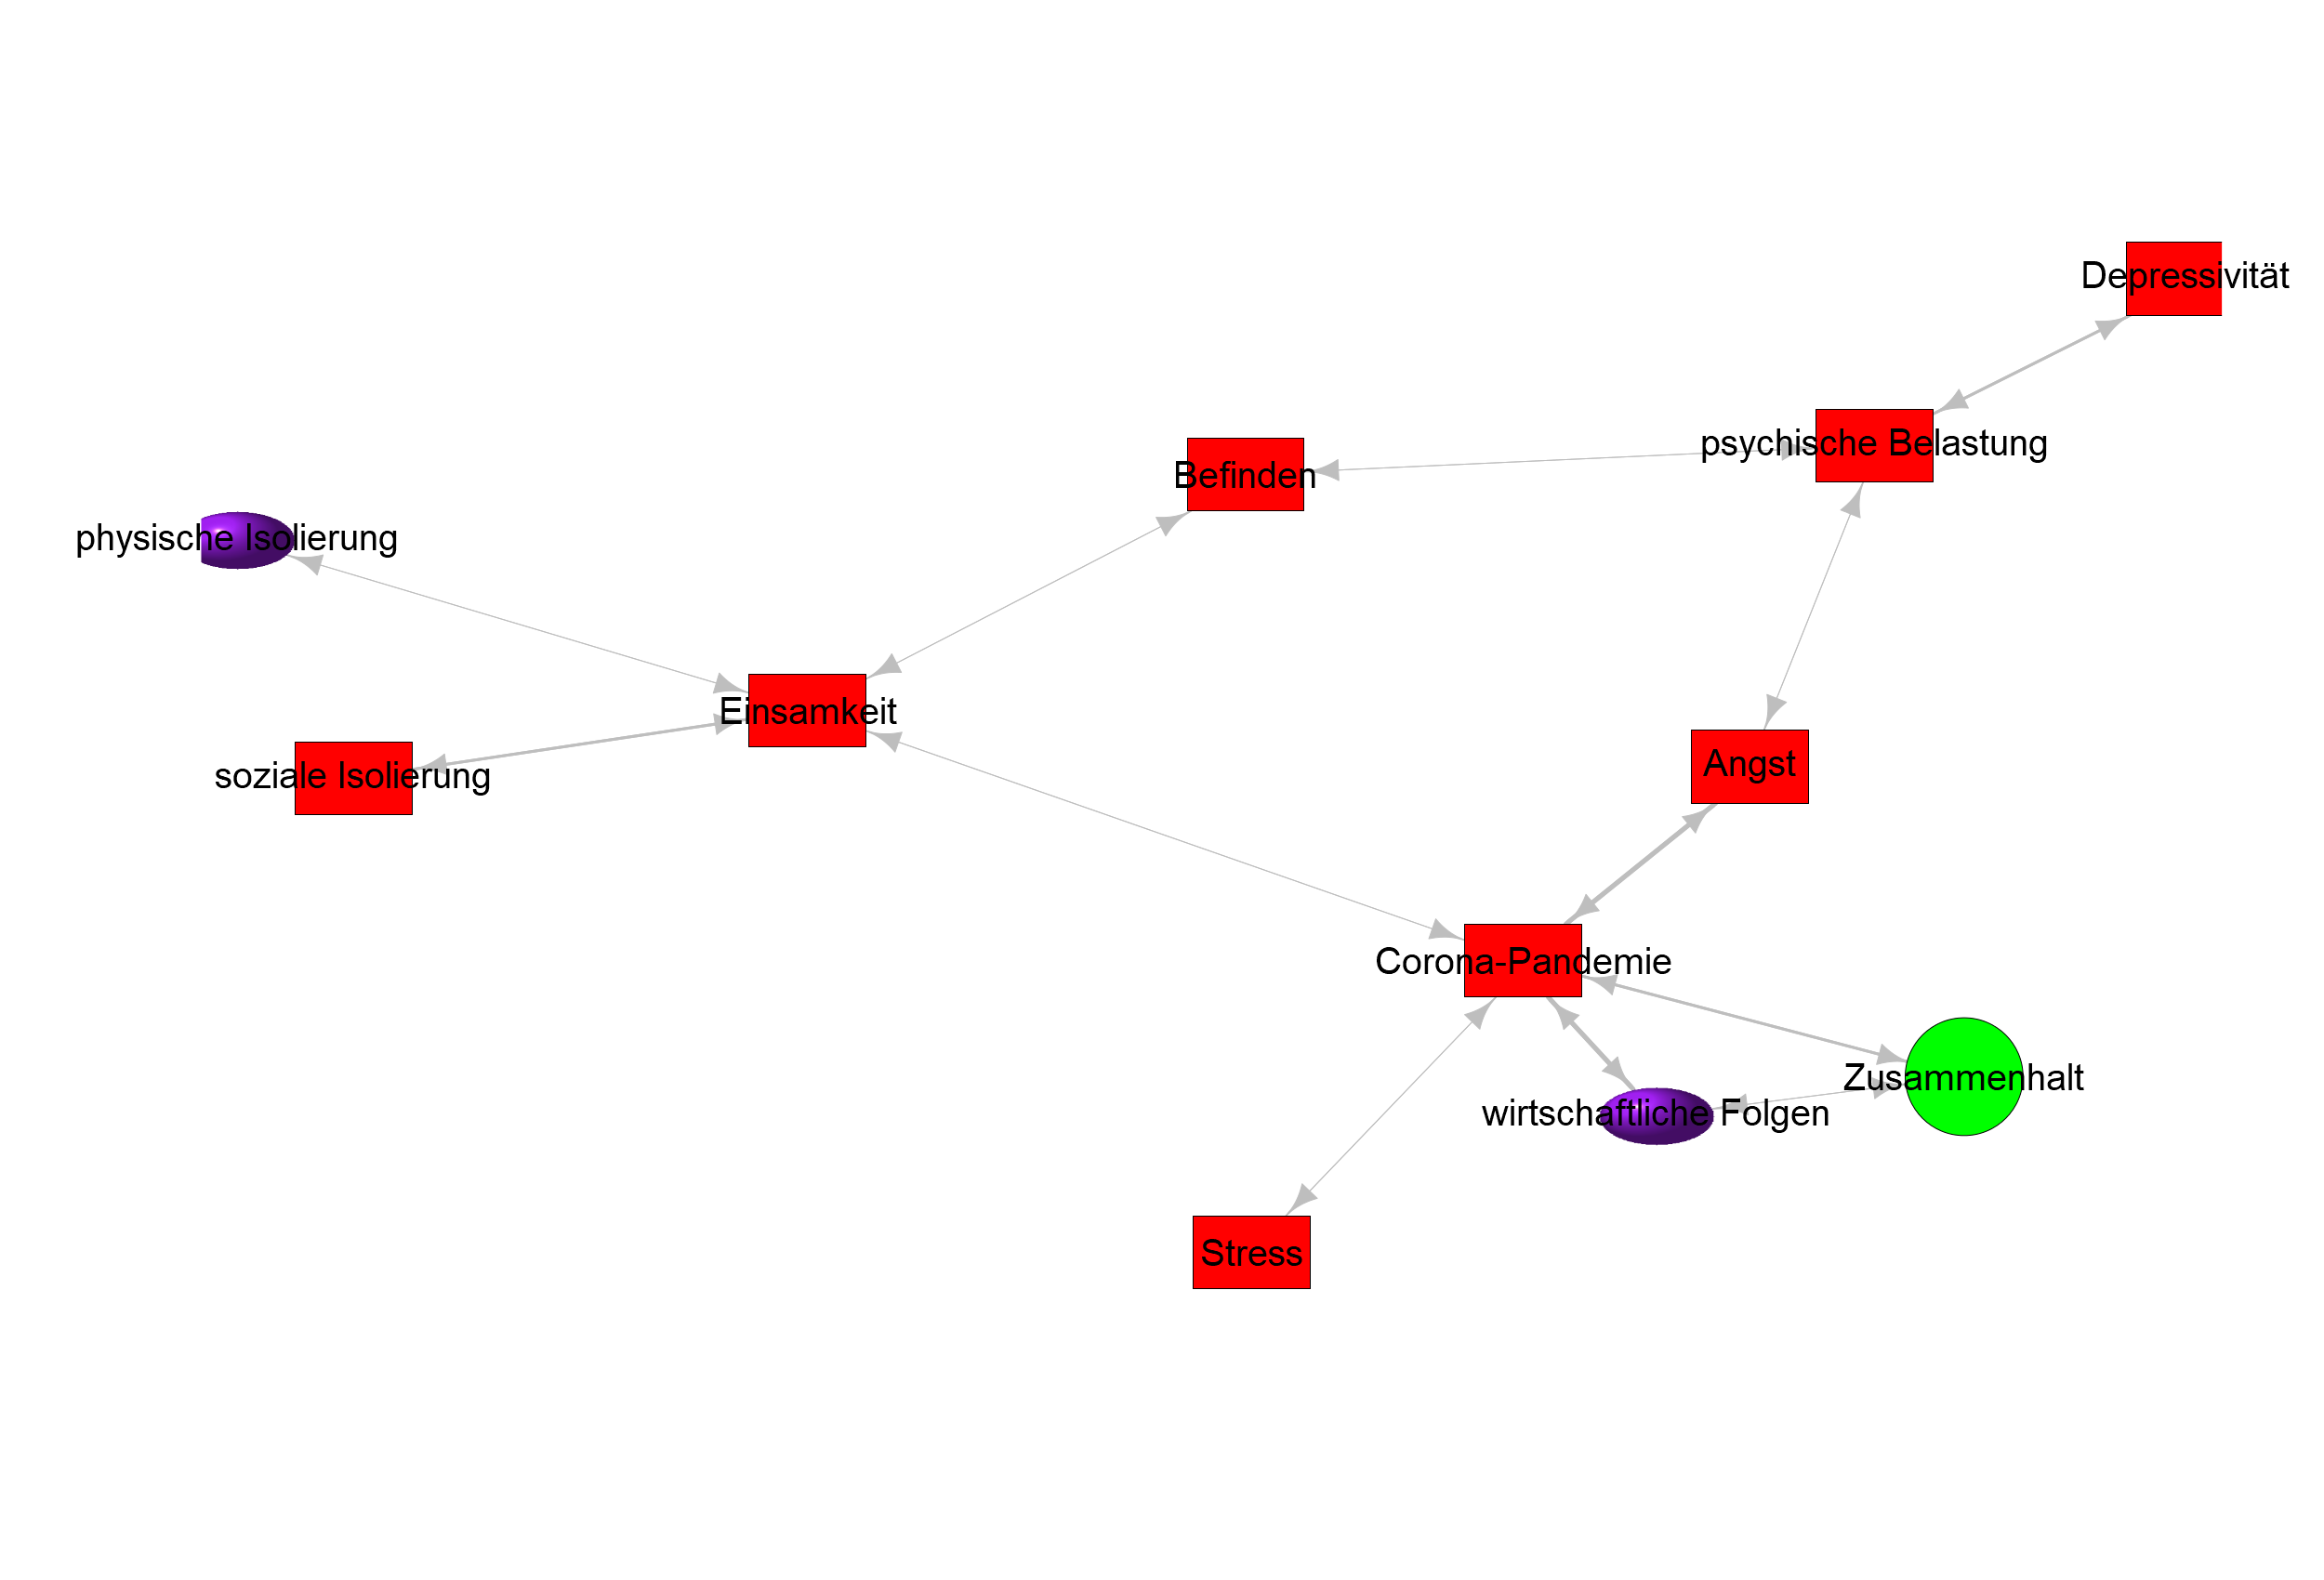 Depressivität
psychische Belastung
Befinden
physische Isolierung
Einsamkeit
soziale Isolierung
Angst
Corona-Pandemie
Zusammenhalt
wirtschaftliche Folgen
Stress